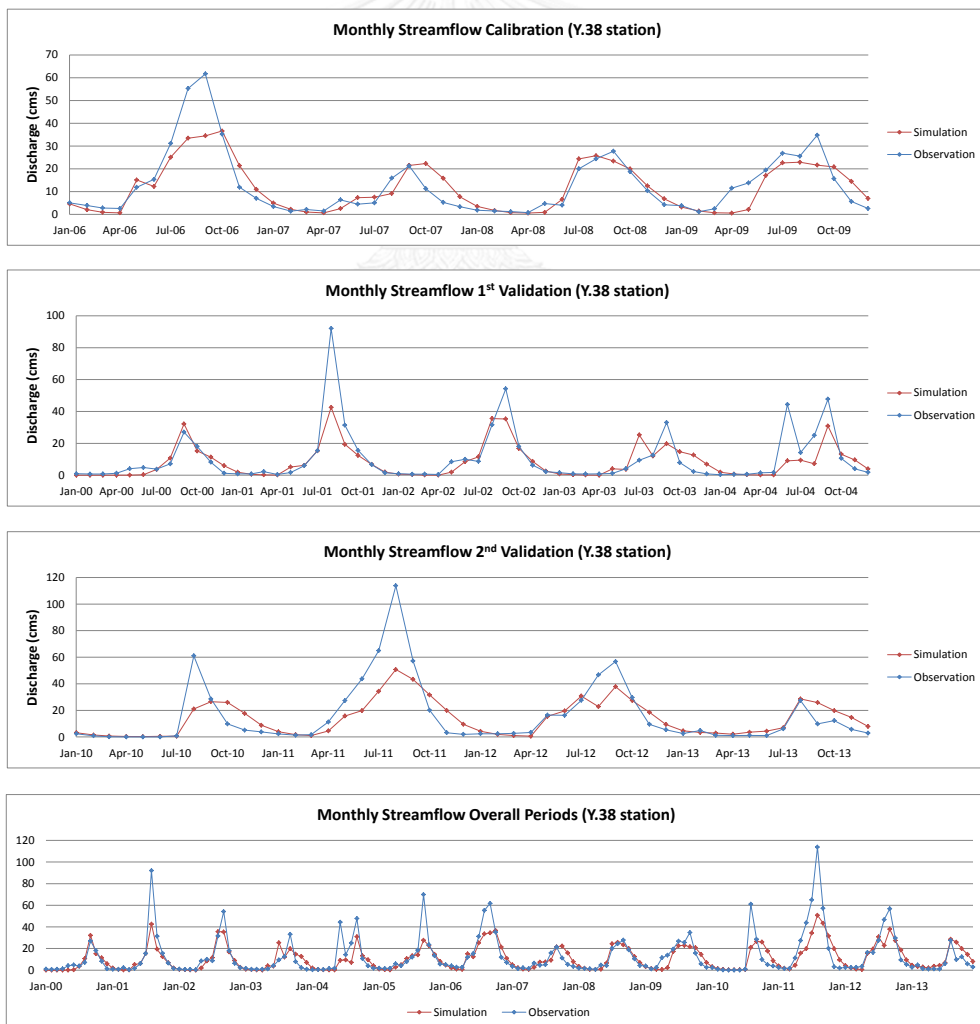 Monthly Streamflow Calibration (Y.38 station)
70
60
50
40
30
20
10
0
Discharge (cms)
Simulation
Observation
Jan-06 Apr-06 Jul-06 Oct-06 Jan-07 Apr-07 Jul-07 Oct-07 Jan-08 Apr-08 Jul-08 Oct-08 Jan-09 Apr-09 Jul-09 Oct-09
Monthly Streamflow 1st Validation (Y.38 station)
100
80
60
40
20
0
Discharge (cms)
Simulation
Observation
Jan-00 Apr-00 Jul-00 Oct-00 Jan-01 Apr-01 Jul-01 Oct-01 Jan-02 Apr-02 Jul-02 Oct-02 Jan-03 Apr-03 Jul-03 Oct-03 Jan-04 Apr-04 Jul-04 Oct-04
Monthly Streamflow 2nd Validation (Y.38 station)
120
100
80
60
40
20
0
Discharge (cms)
Simulation
Observation
Jan-10 Apr-10 Jul-10 Oct-10 Jan-11 Apr-11 Jul-11 Oct-11 Jan-12 Apr-12 Jul-12 Oct-12 Jan-13 Apr-13 Jul-13 Oct-13
Monthly Streamflow Overall Periods (Y.38 station)
120
100
80
60
40
20
0
Jan-00 Jan-01 Jan-02 Jan-03 Jan-04 Jan-05 Jan-06 Jan-07 Jan-08 Jan-09 Jan-10 Jan-11 Jan-12 Jan-13
Simulation Observation